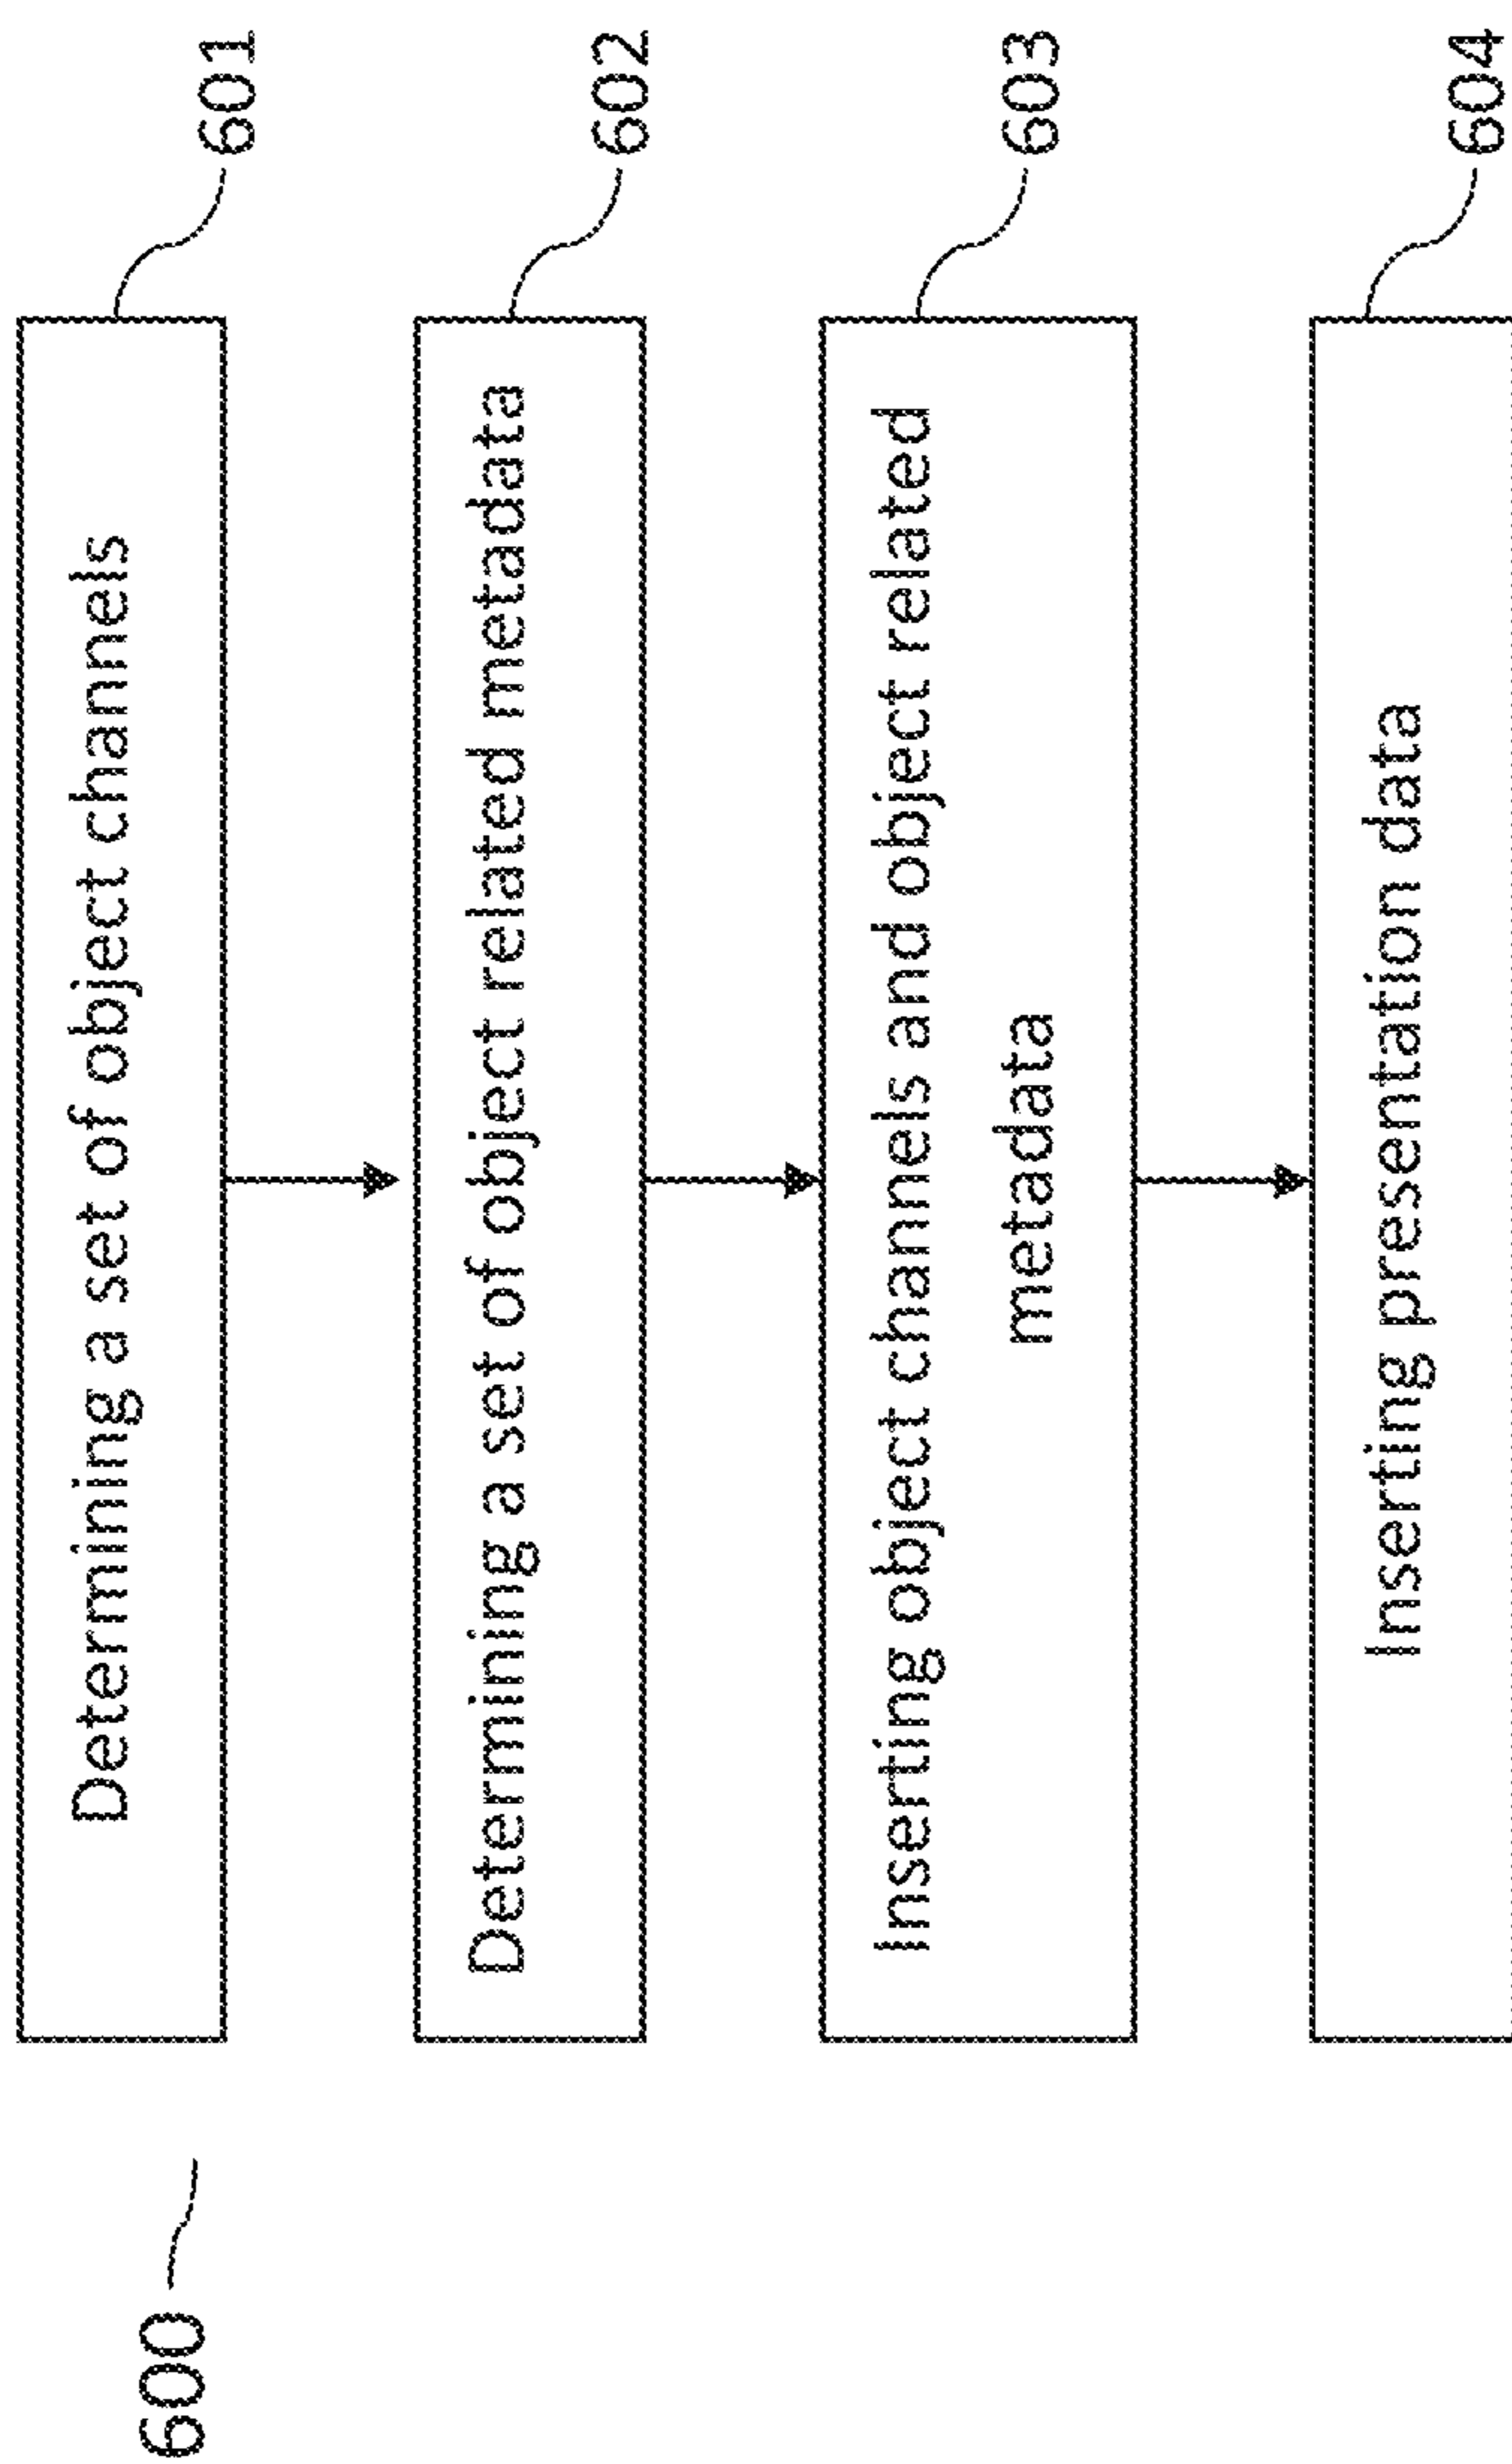 600
Determining a set of object channels
601
Determining a set of object related metadata
602
Inserting object channels and object related
metadata
603
Inserting presentation data
604